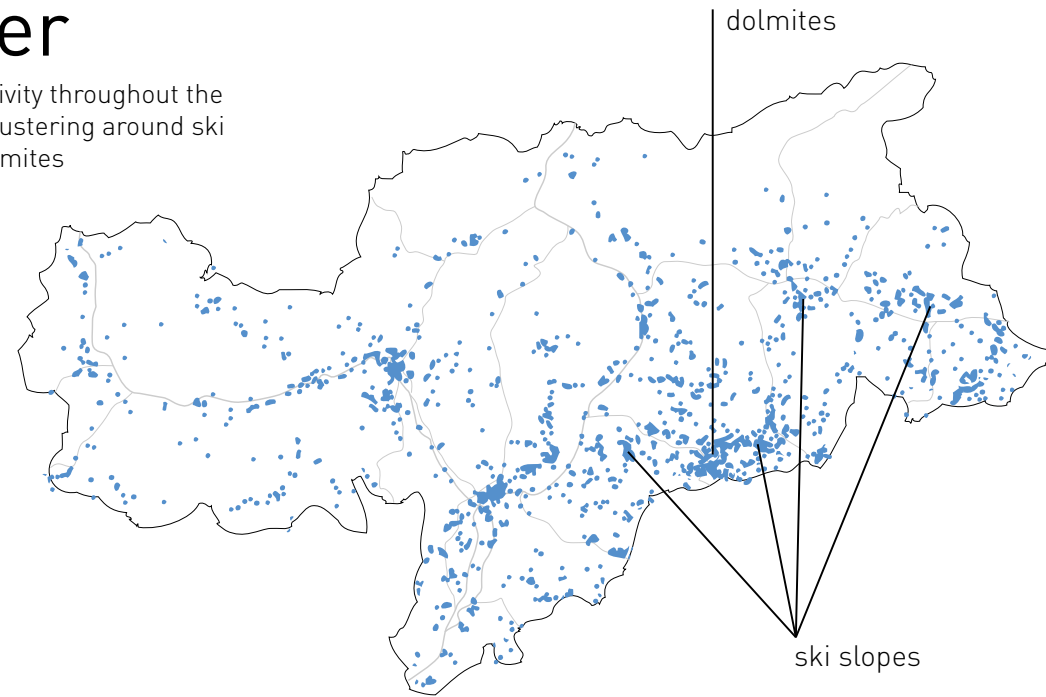 er
ivity throughout the
ustering around ski
mites
dolmites
ski slopes